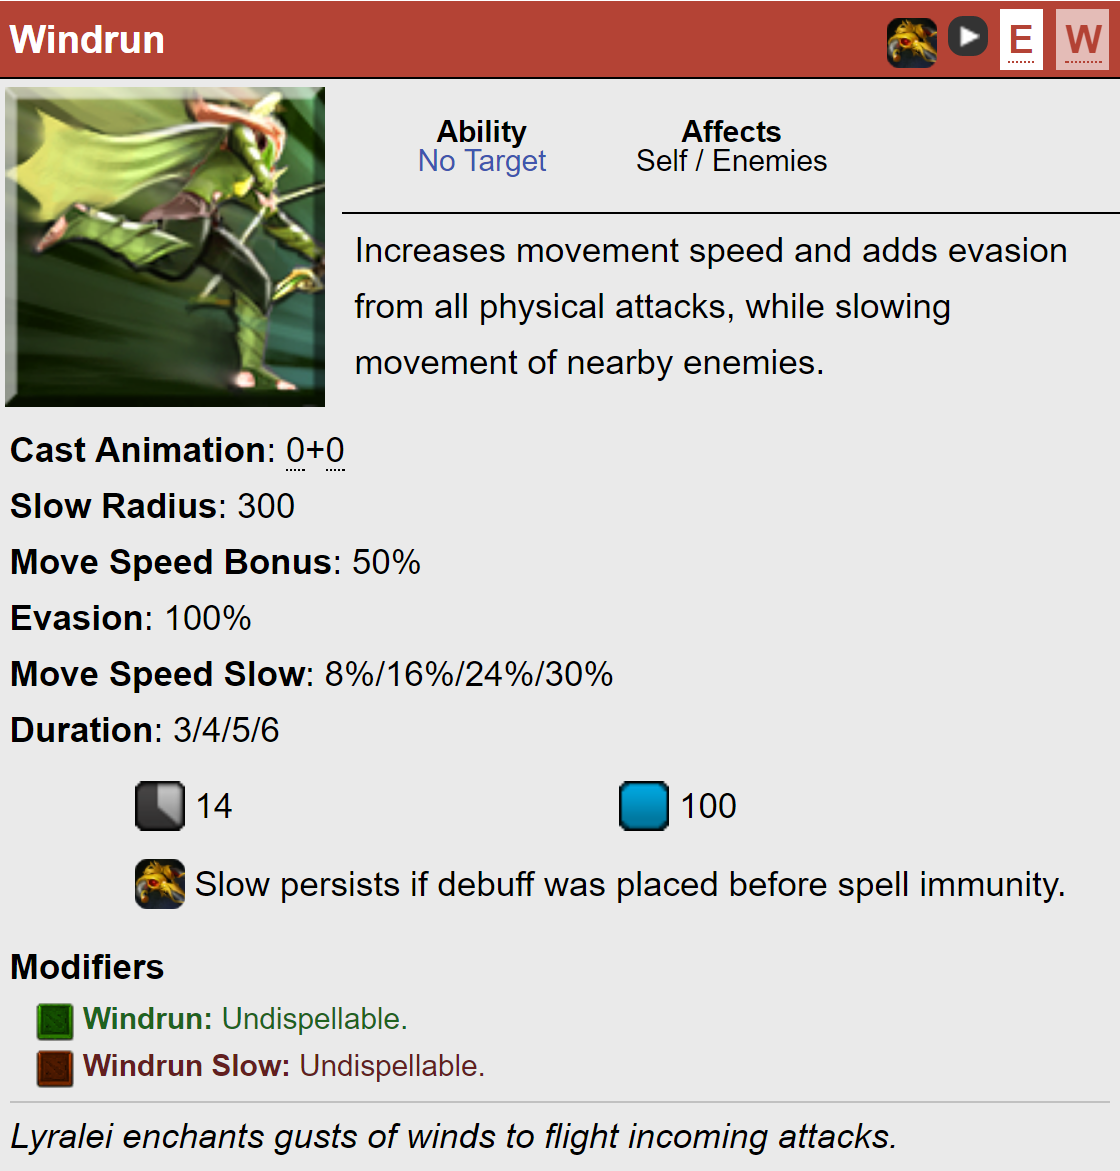 Windrun E W
Ability Affects
No Target Self / Enemies
Increases movement speed and adds evasion
from all physical attacks, while slowing
movement of nearby enemies.
Cast Animation: 0+0
Slow Radius: 300
Move Speed Bonus: 50%
Evasion: 100%
Move Speed Slow: 8%/16%/24%/30%
Duration: 3/4/5/6
14 100
Slow persists if debuff was placed before spell immunity.
Modifiers
Windrun: Undispellable.
Windrun Slow: Undispellable.
Lyralei enchants gusts of winds to flight incoming attacks.